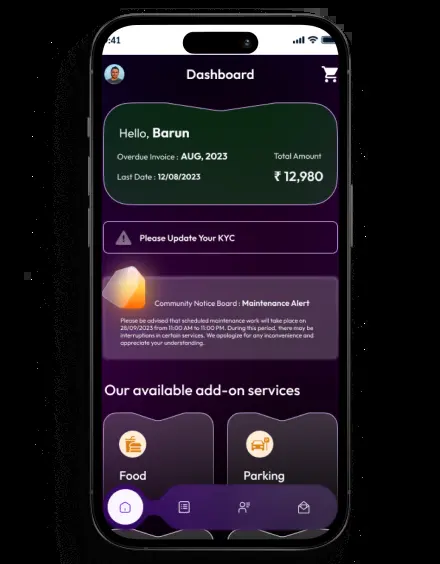 :41
Dashboard
Hello, Barun
Overdue Invoice : AUG, 2023
Total Amount
Last Date : 12/08/2023
₹ 12,980
Please Update Your KYC
Community Notice Board : Maintenance Alert
Please be advised that scheduled maintenance work will take place on
28/09/2023 from 11:00 AM to 11:00 PM. During this period, there may be
interruptions in certain services. We apologize for any inconvenience and
appreciate your understanding.
Our available add-on services
Food
Parking